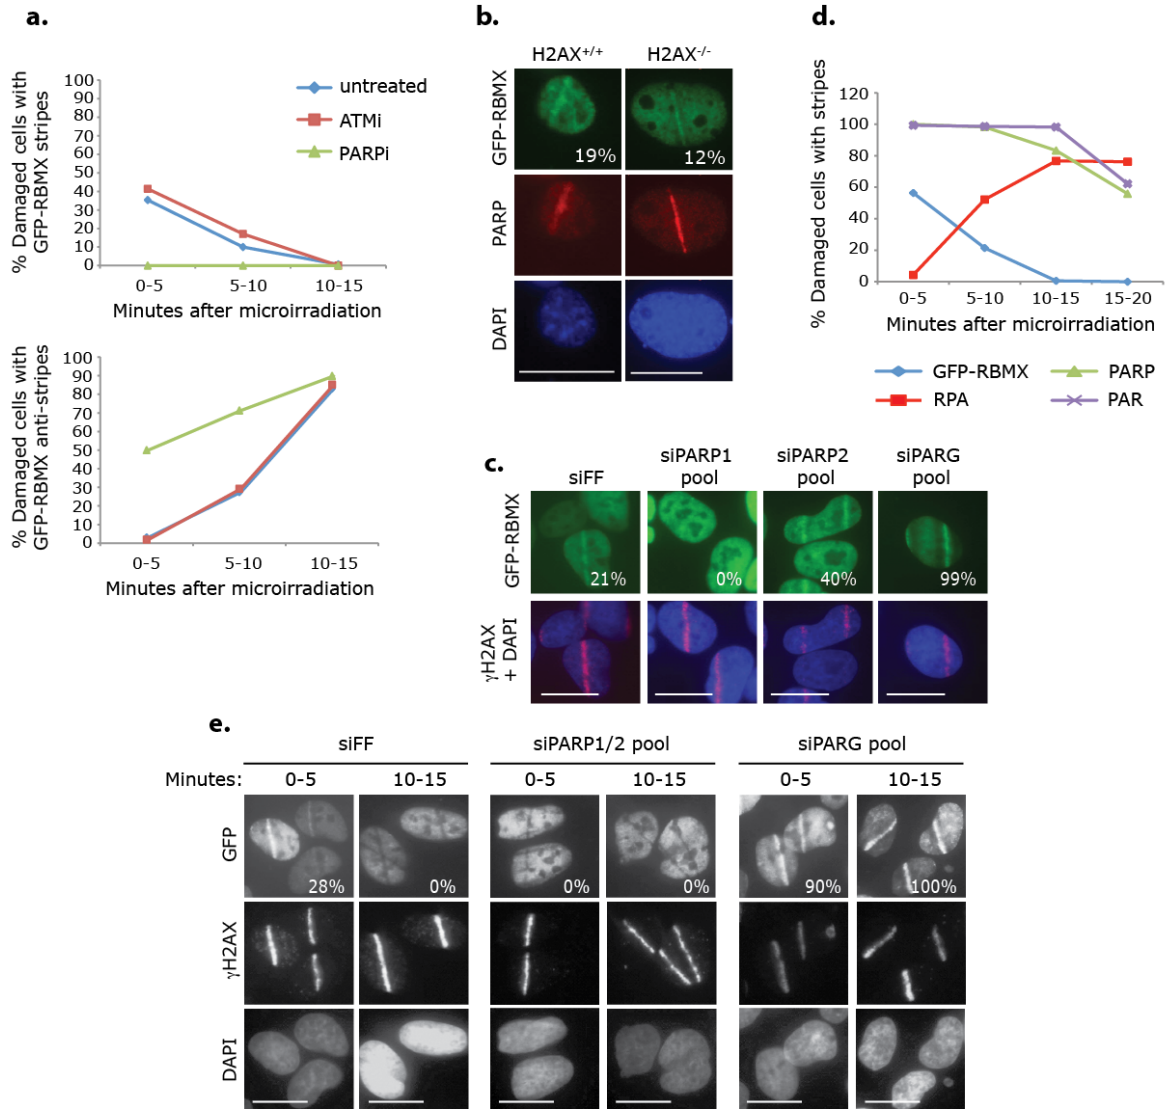 a.
% Damaged cells with
GFP-RBMX stripes
100
90
80
70
60
50
40
30
20
10
0
untreated
ATMi
PARPi
0-5 5-10 10-15
Minutes after microirradiation
% Damaged cells with
GFP-RBMX anti-stripes
100
90
80
70
60
50
40
30
20
10
0
0-5 5-10 10-15
Minutes after microirradiation
b.
H2AX+/+ H2AX-/-
GFP-RBMX
19% 12%
PARP
DAPI
d.
% Damaged cells with stripes
120
100
80
60
40
20
0
0-5 5-10 10-15 15-20
Minutes after microirradiation
GFP-RBMX PARP
RPA PAR
c.
siFF siPARP1 pool siPARP2 pool siPARG pool
GFP-RBMX
21% 0% 40% 99%
γH2AX
+ DAPI
e.
siFF siPARP1/2 pool siPARG pool
Minutes: 0-5 10-15 0-5 10-15 0-5 10-15
GFP
28% 0% 0% 0% 90% 100%
γH2AX
DAPI